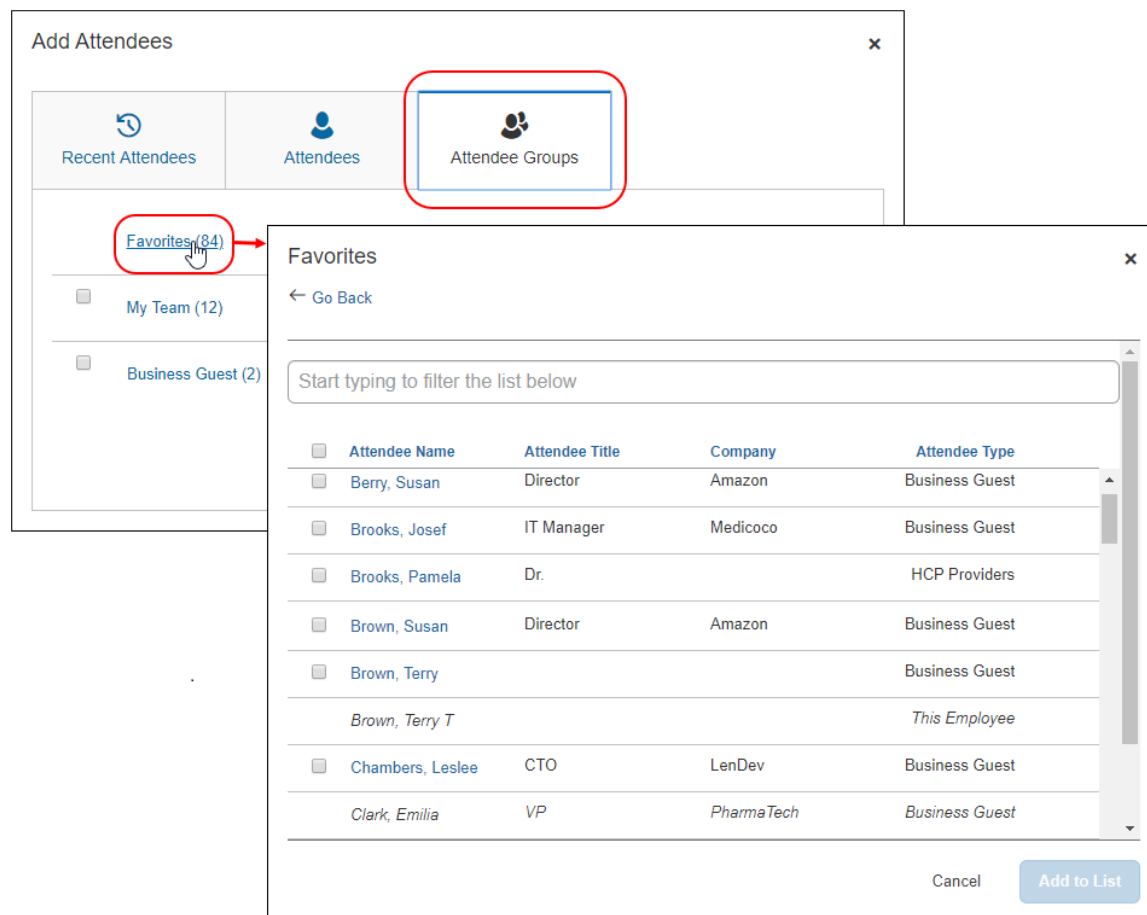 Add Attendees
×
Recent Attendees
Attendees
Attendee Groups
Favorites (84)
My Team (12)
Business Guest (2)
Favorites
×
← Go Back
Start typing to filter the list below
Attendee Name Attendee Title Company Attendee Type
Berry, Susan Director Amazon Business Guest
Brooks, Josef IT Manager Medicoco Business Guest
Brooks, Pamela Dr. HCP Providers
Brown, Susan Director Amazon Business Guest
Brown, Terry Business Guest
Brown, Terry T This Employee
Chambers, Leslee CTO LenDev Business Guest
Clark, Emilia VP PharmaTech Business Guest
Cancel Add to List